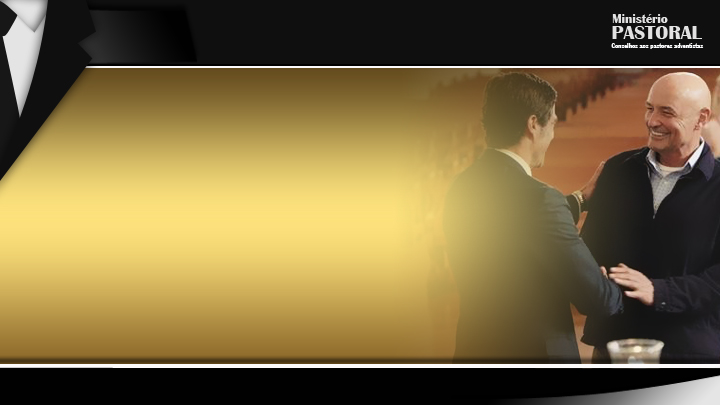 Ministério
PASTORAL
Conselhos aos pastores adventistas